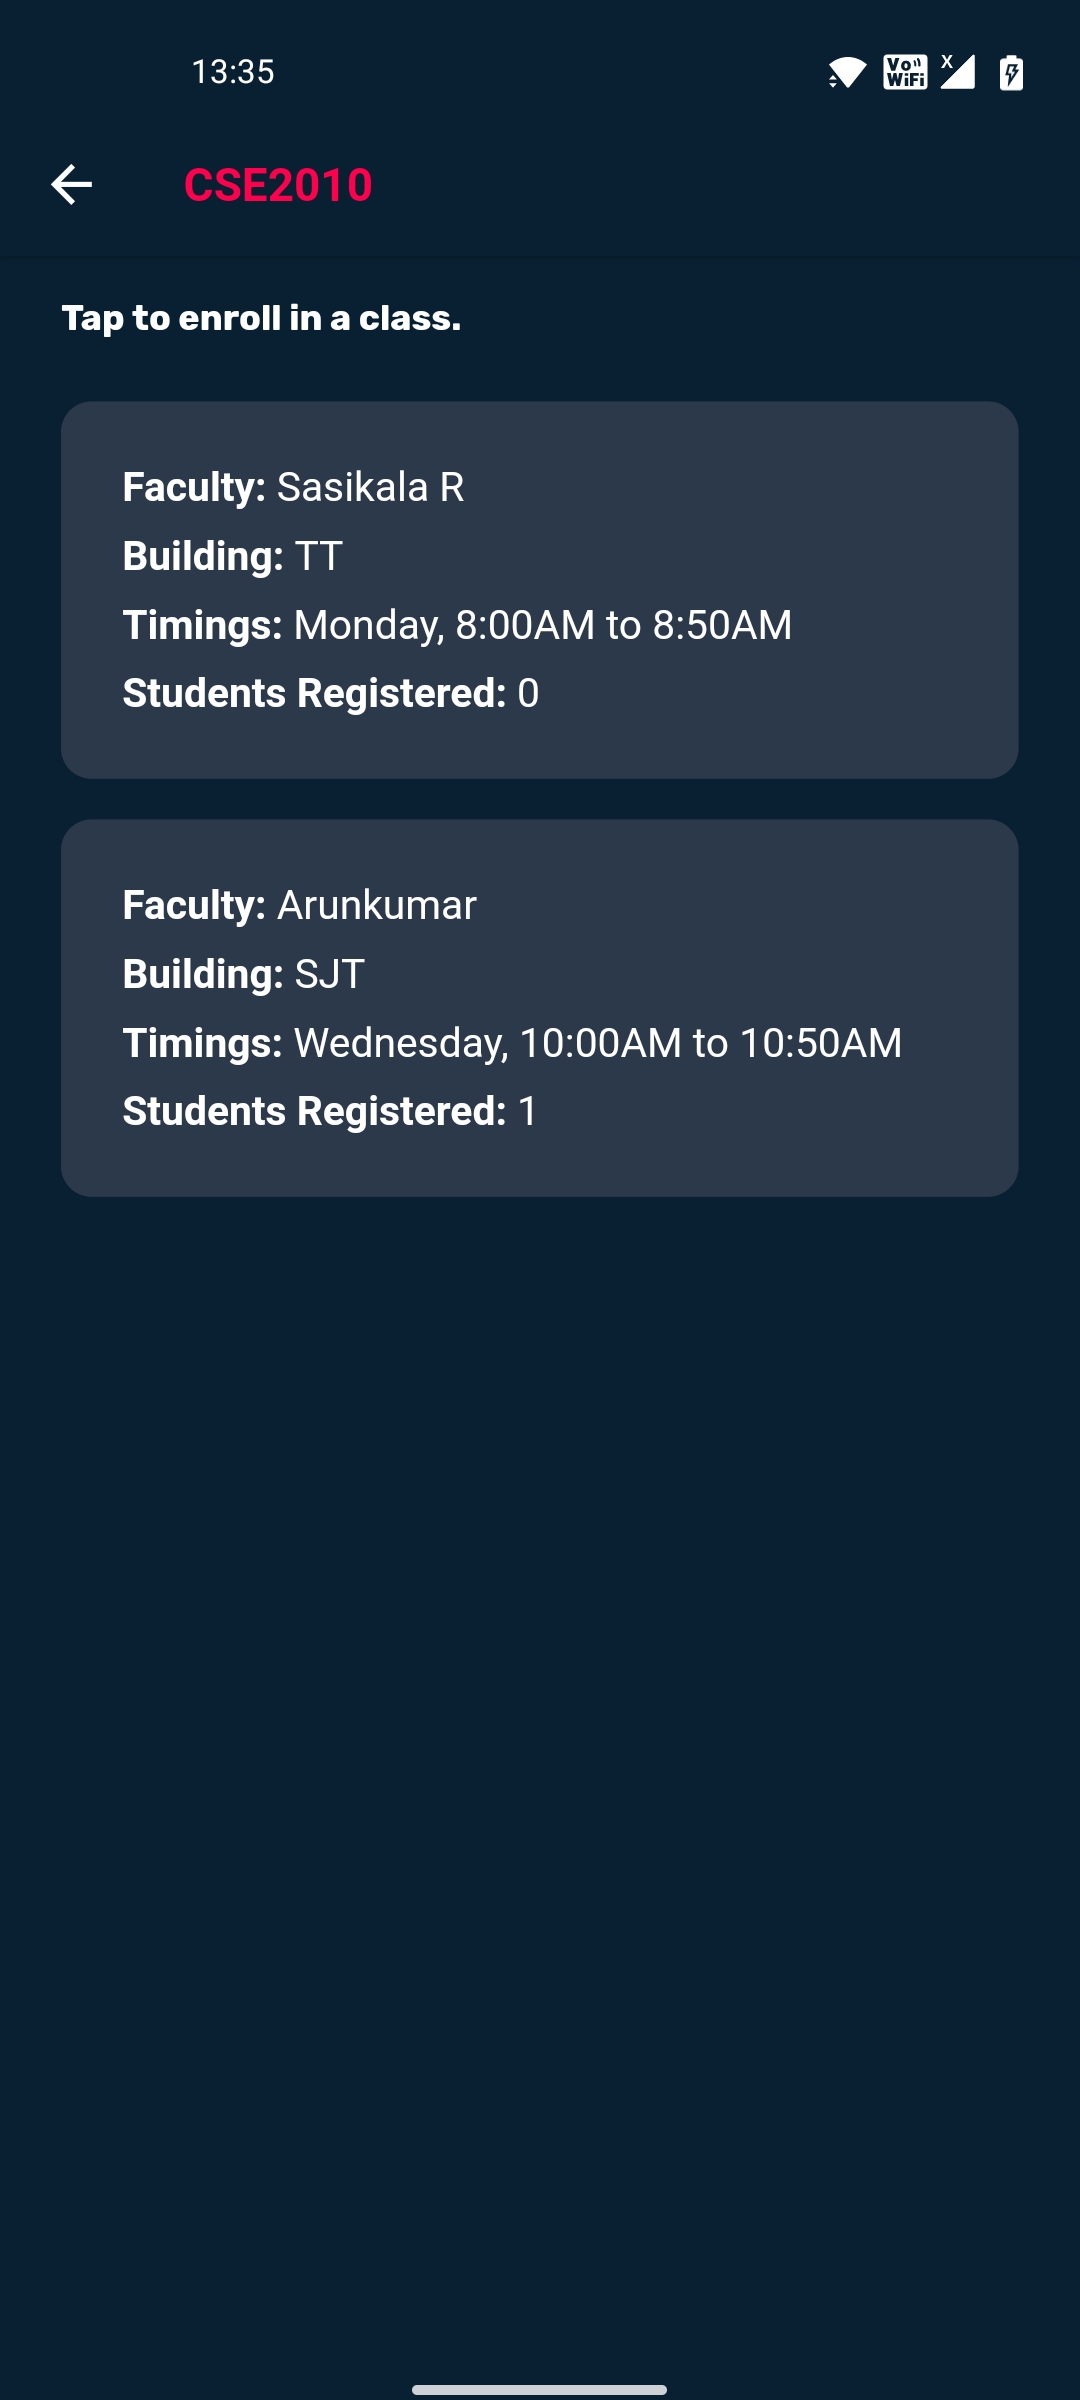 13:35
Vo WiFi
X
CSE2010
Tap to enroll in a class.
Faculty: Sasikala R
Building: TT
Timings: Monday, 8:00AM to 8:50AM
Students Registered: 0
Faculty: Arunkumar
Building: SJT
Timings: Wednesday, 10:00AM to 10:50AM
Students Registered: 1